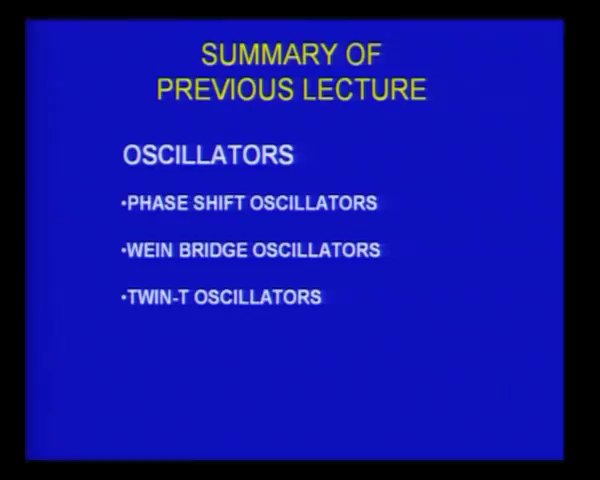 SUMMARY OF
PREVIOUS LECTURE
OSCILLATORS
•PHASE SHIFT OSCILLATORS
•WEIN BRIDGE OSCILLATORS
•TWIN-T OSCILLATORS